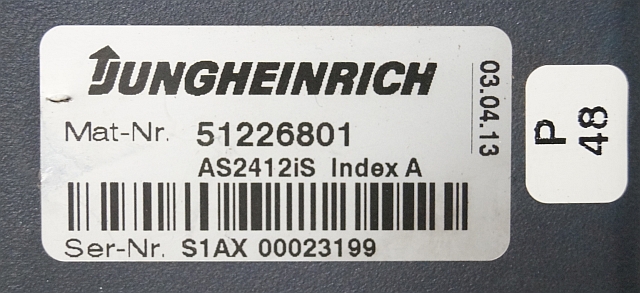 JUNGHEINRICH
Mat-Nr. 51226801
AS2412iS Index A
Ser-Nr. S1AX 00023199
03.04.13
P
48